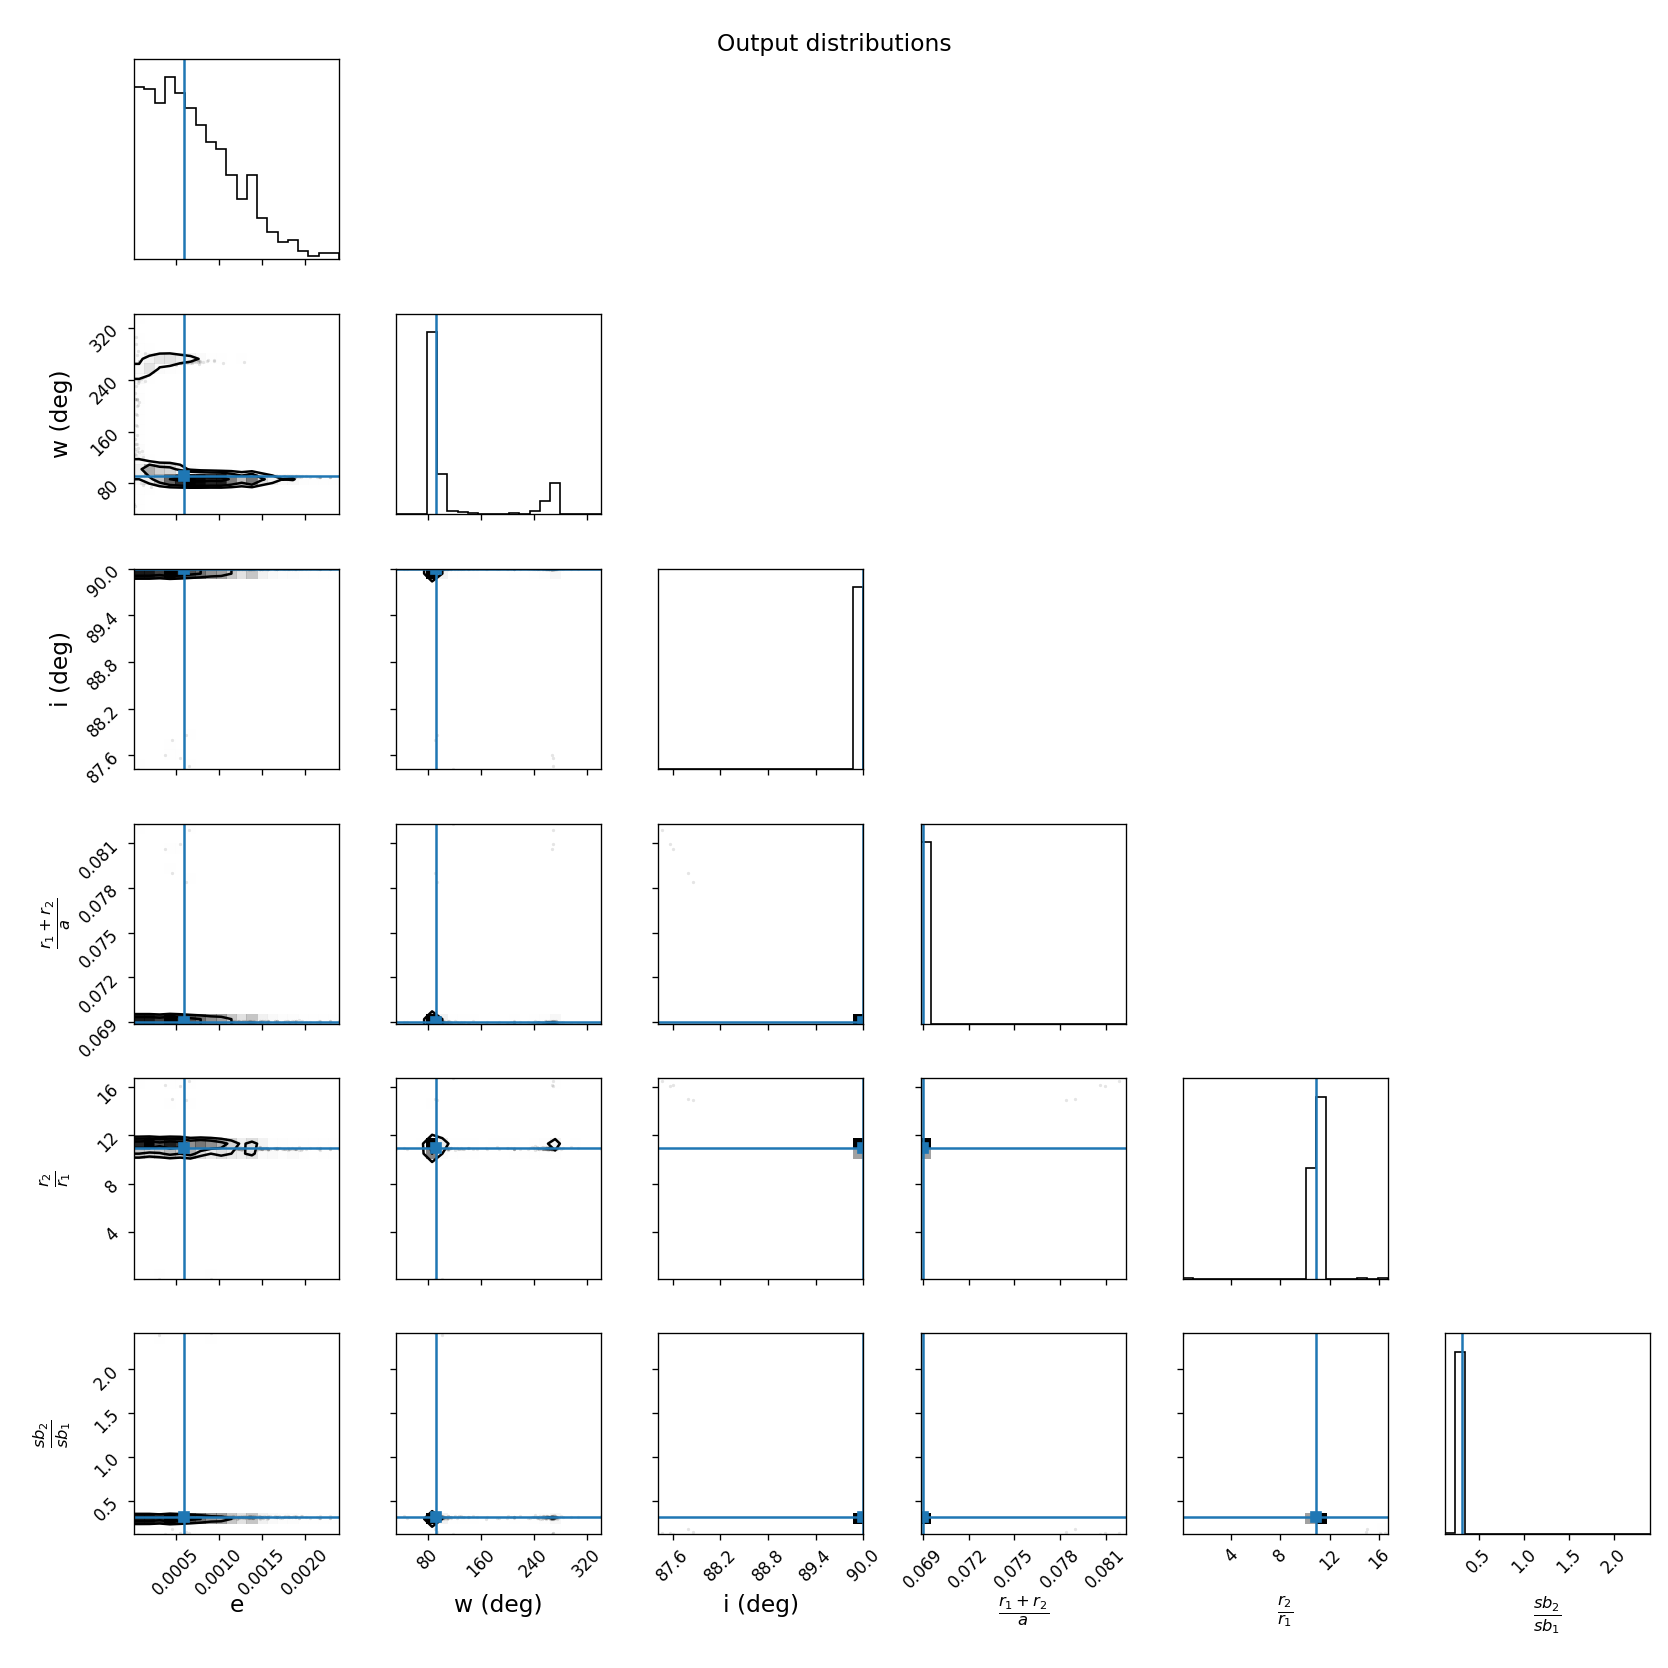 Output distributions
320
240
160
80
w (deg)
90.0
89.4
88.8
88.2
87.6
i (deg)
0.081
0.078
0.075
0.072
0.069
r₁ + r₂
a
16
12
8
4
r₂
r₁
2.0
1.5
1.0
0.5
sb₂
sb₁
0.0005 0.0010 0.0015 0.0020
80 160 240 320
87.6 88.2 88.8 89.4 90.0
0.069 0.072 0.075 0.078 0.081
4 8 12 16
0.5 1.0 1.5 2.0
e
w (deg)
i (deg)
r₁ + r₂
a
r₂
r₁
sb₂
sb₁